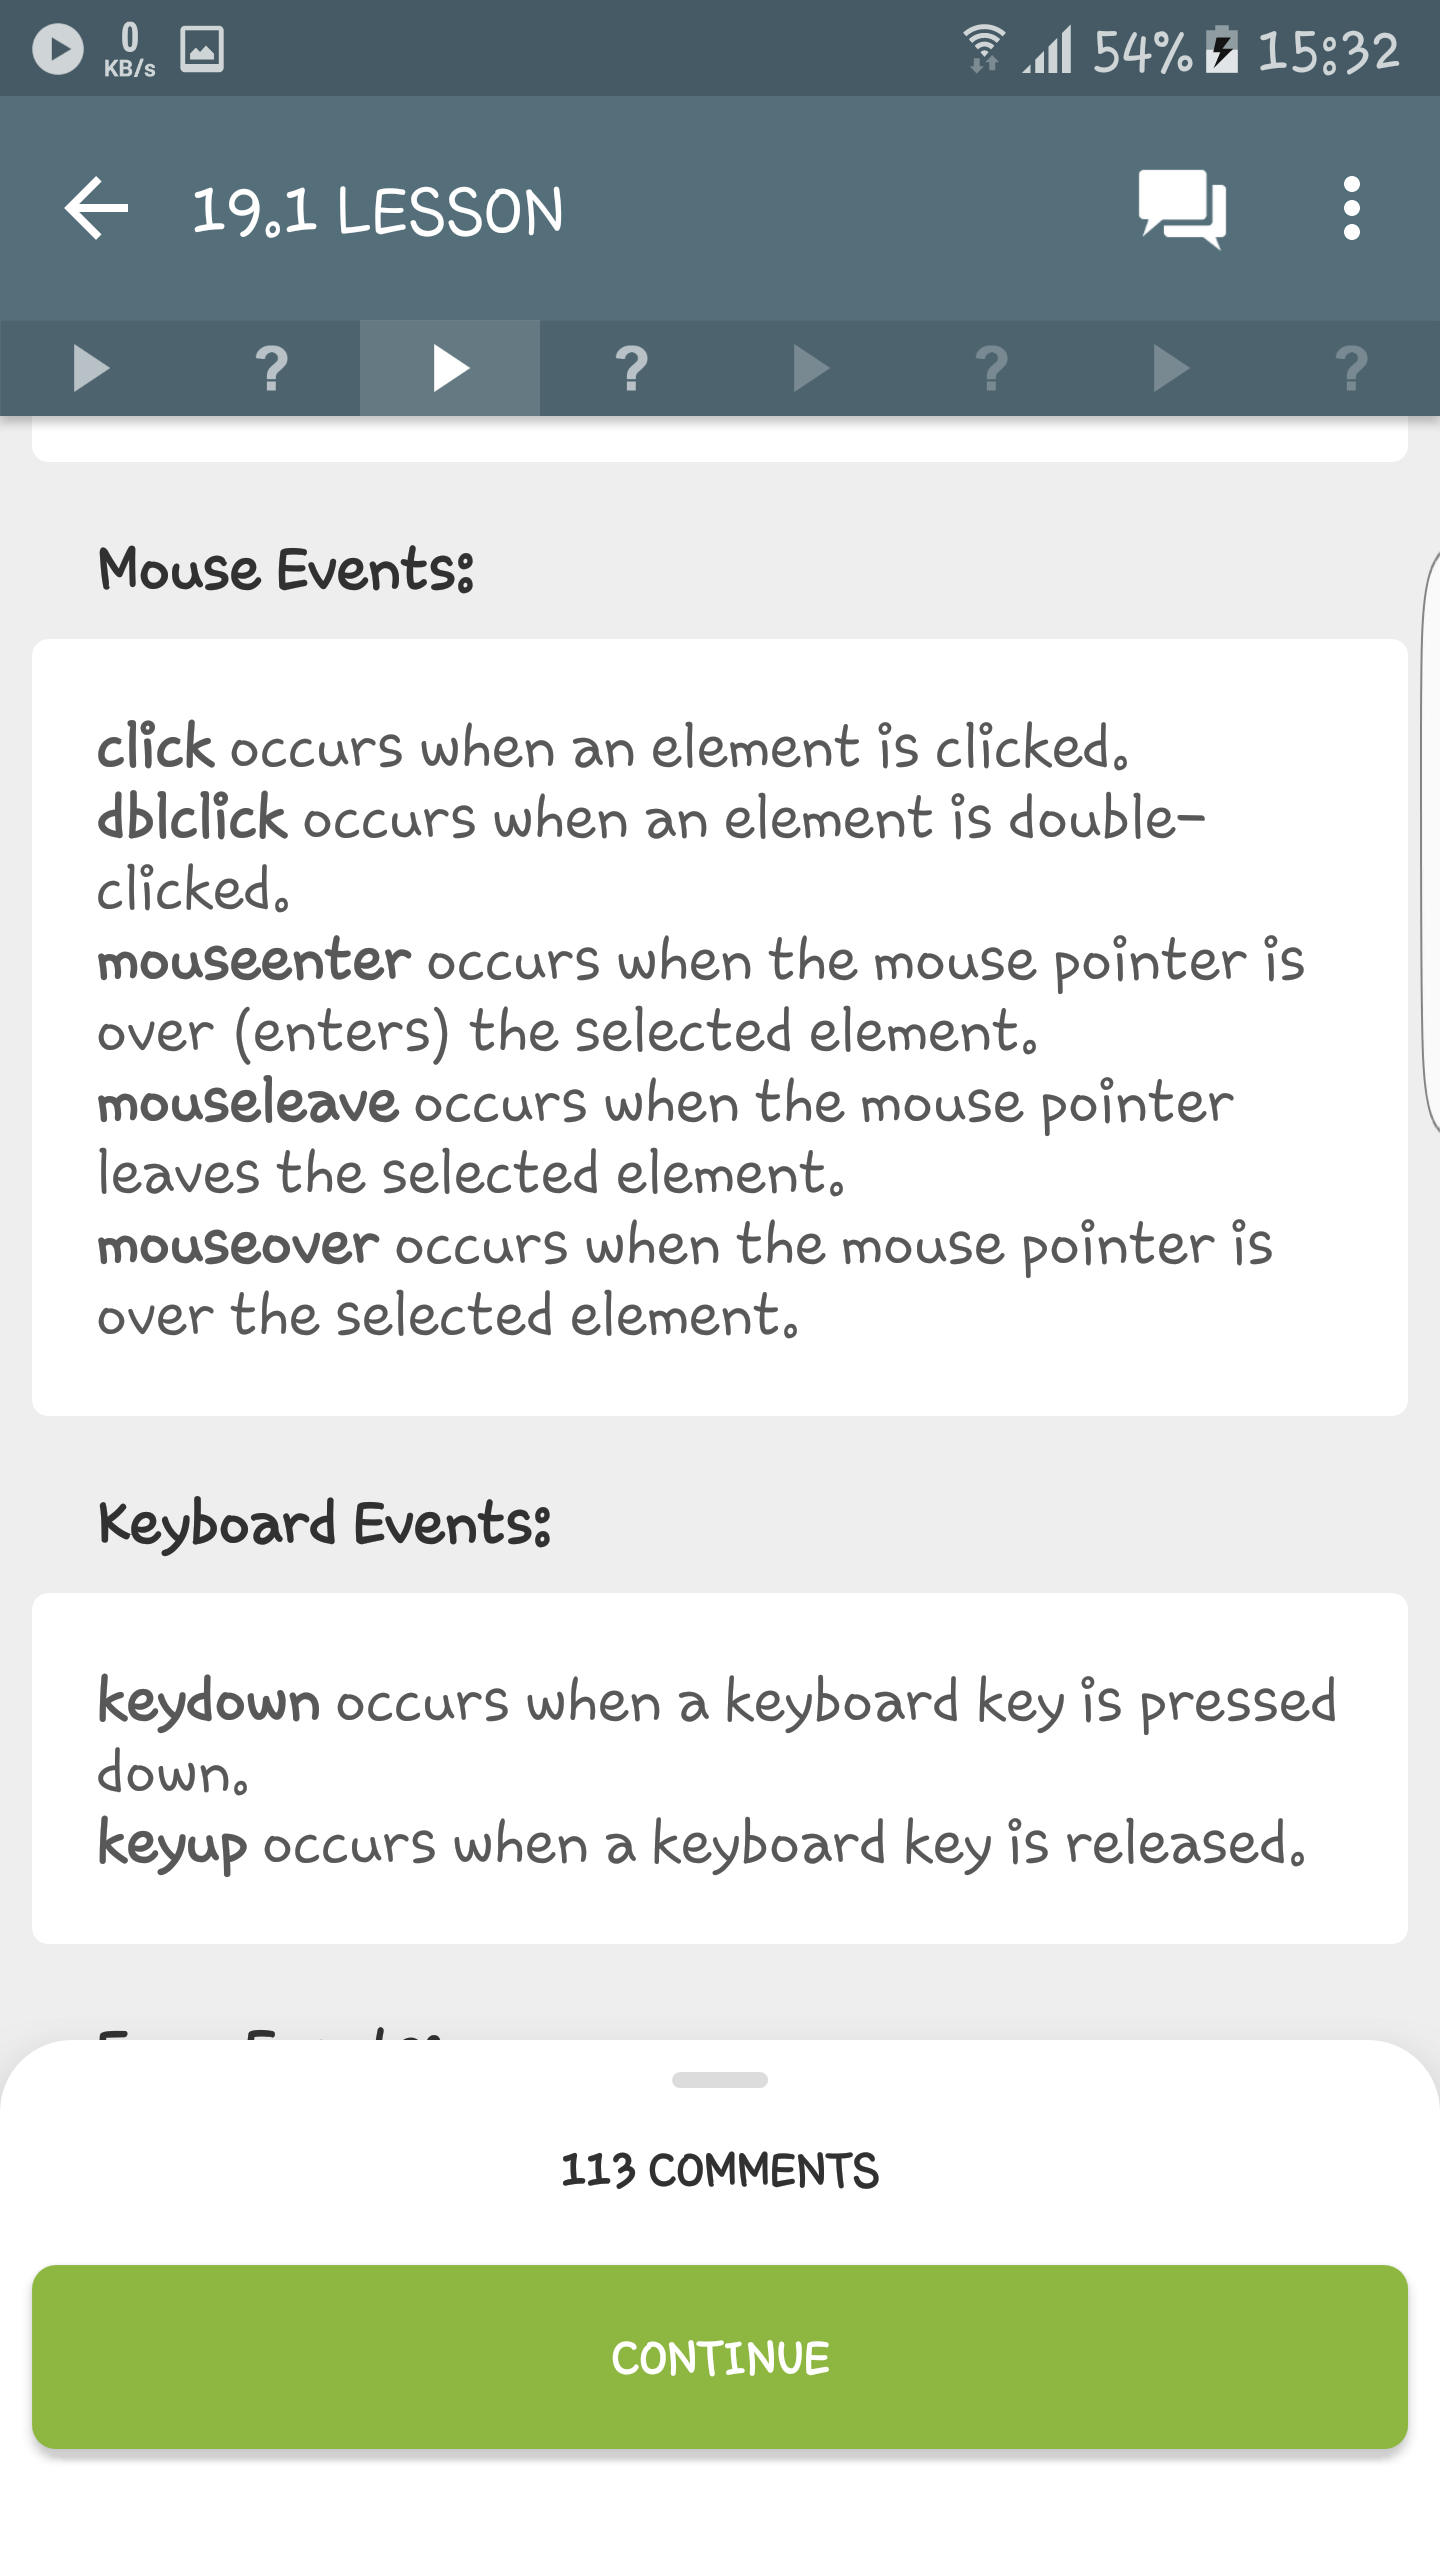 0
KB/s
54% 15:32
19.1 LESSON
? ? ? ?
Mouse Events:
click occurs when an element is clicked.
dblclick occurs when an element is double-
clicked.
mouseenter occurs when the mouse pointer is
over (enters) the selected element.
mouseleave occurs when the mouse pointer
leaves the selected element.
mouseover occurs when the mouse pointer is
over the selected element.
Keyboard Events:
keydown occurs when a keyboard key is pressed
down.
keyup occurs when a keyboard key is released.
113 COMMENTS
CONTINUE